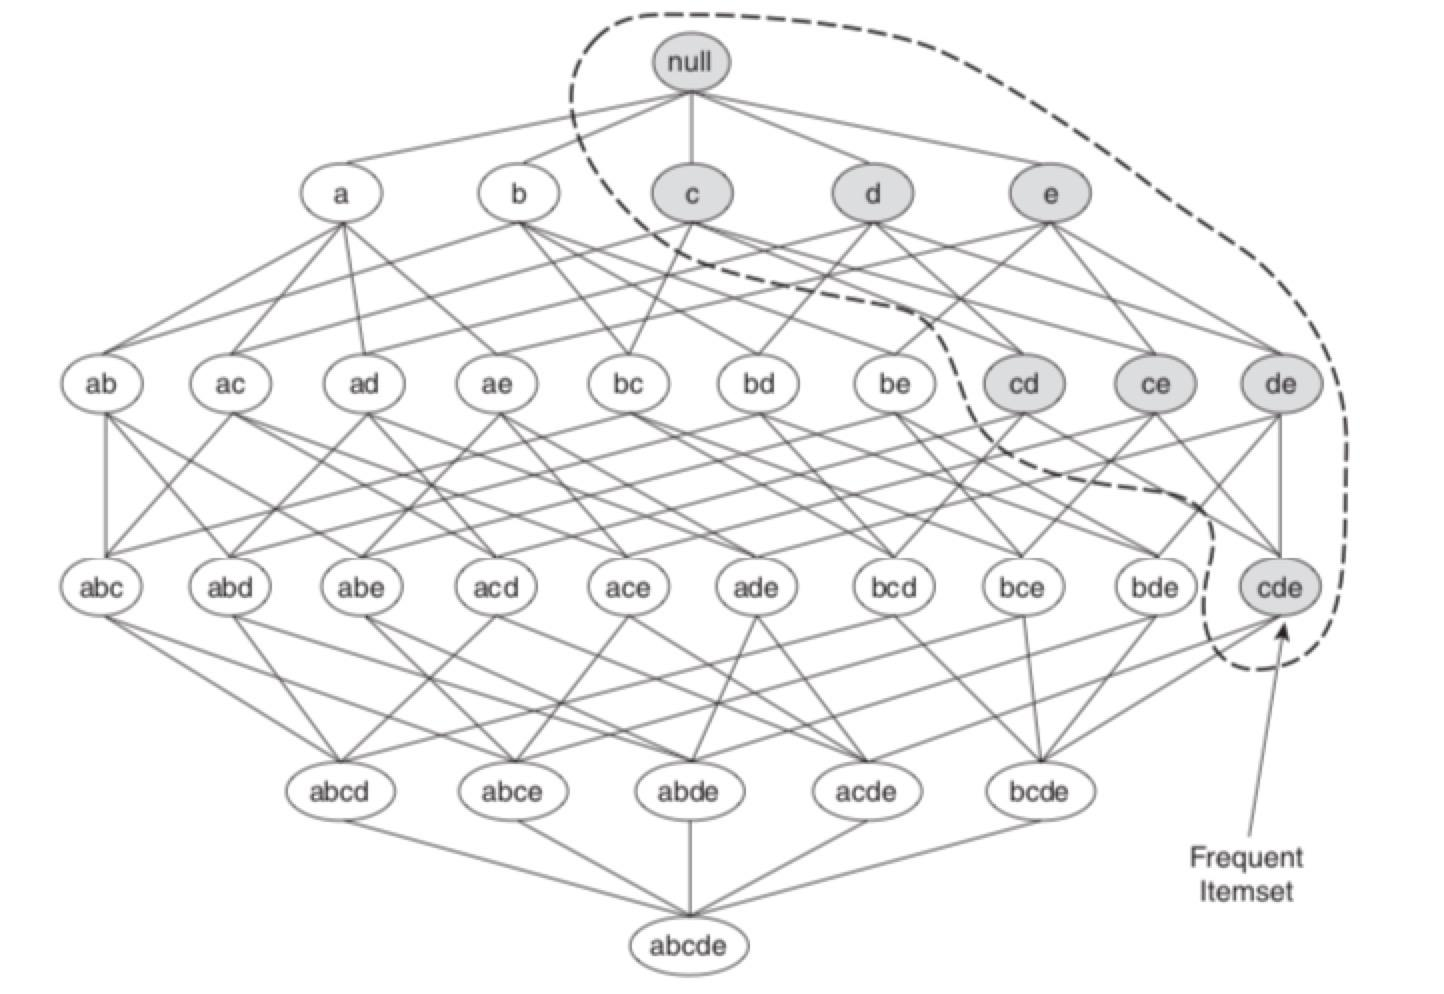 null
a b c d e
ab ac ad ae bc bd be cd ce de
abc abd abe acd ace ade bcd bce bde cde
abcd abce abde acde bcde
Frequent
Itemset
abcde